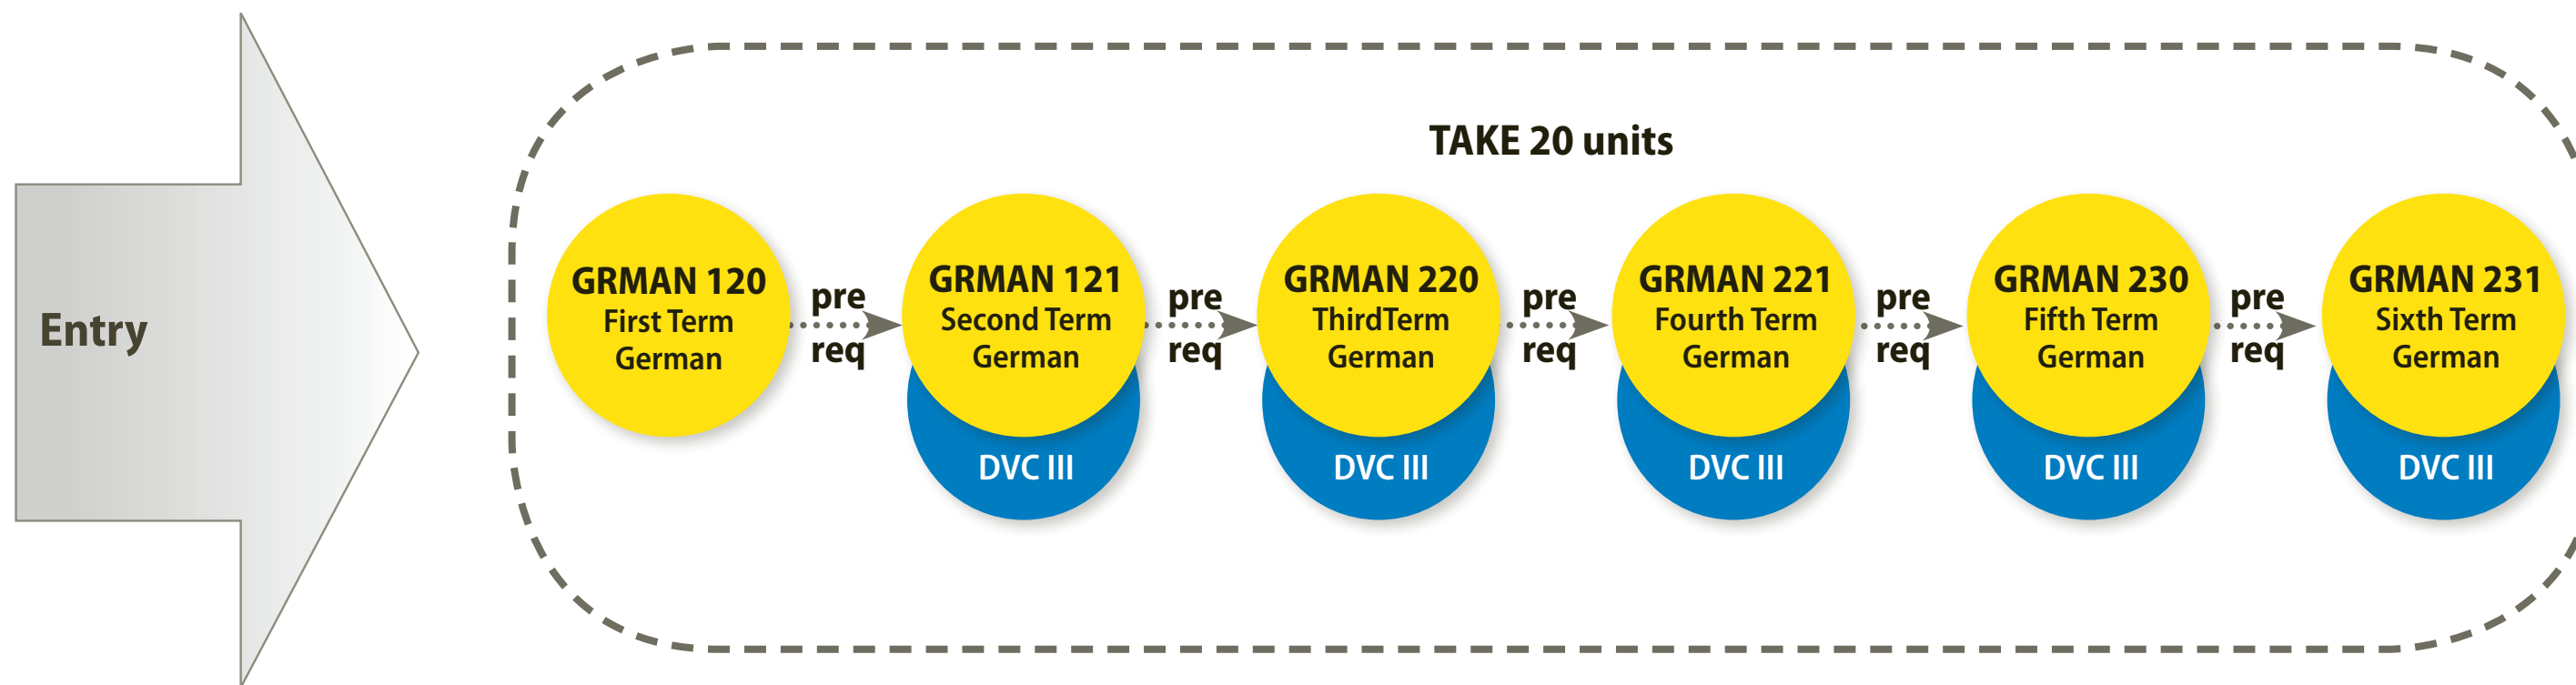 Entry
TAKE 20 units
GRMAN 120
First Term
German
pre
req
GRMAN 121
Second Term
German
DVC III
pre
req
GRMAN 220
ThirdTerm
German
DVC III
pre
req
GRMAN 221
Fourth Term
German
DVC III
pre
req
GRMAN 230
Fifth Term
German
DVC III
pre
req
GRMAN 231
Sixth Term
German
DVC III